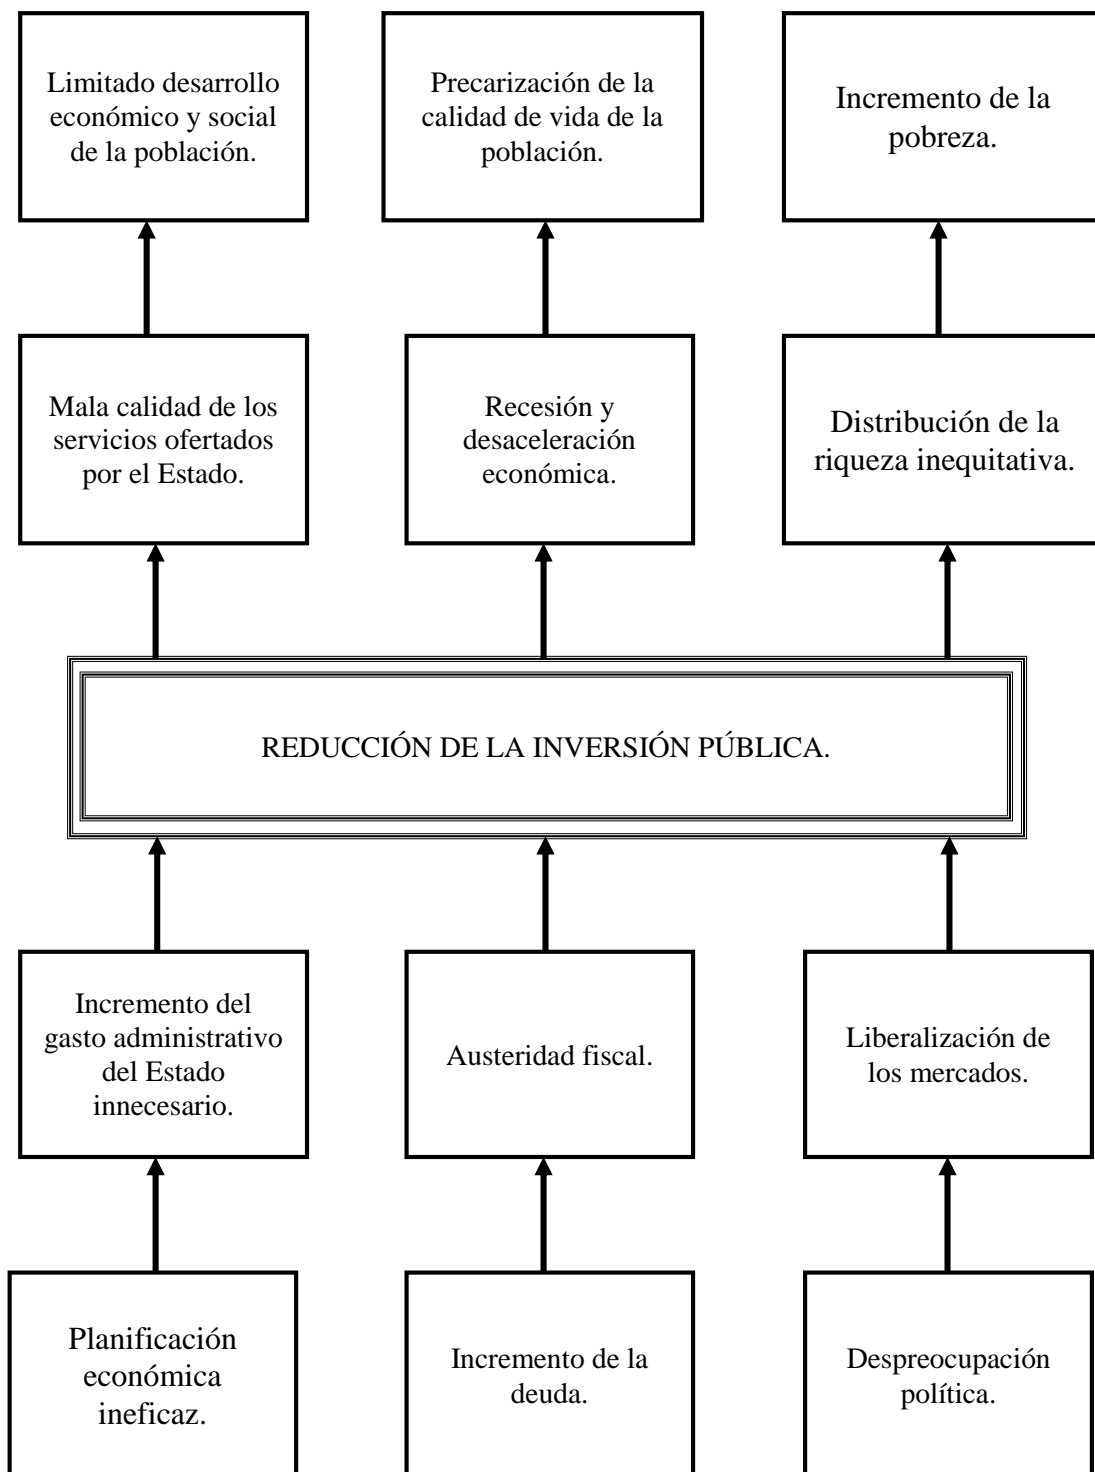 Limitado desarrollo
económico y social
de la población.
Precarización de la
calidad de vida de la
población.
Incremento de la
pobreza.
Mala calidad de los
servicios ofertados
por el Estado.
Recesión y
desaceleración
económica.
Distribución de la
riqueza inequitativa.
REDUCCIÓN DE LA INVERSIÓN PÚBLICA.
Incremento del
gasto administrativo
del Estado
innecesario.
Austeridad fiscal.
Liberalización de
los mercados.
Planificación
económica
ineficaz.
Incremento de la
deuda.
Despreocupación
política.